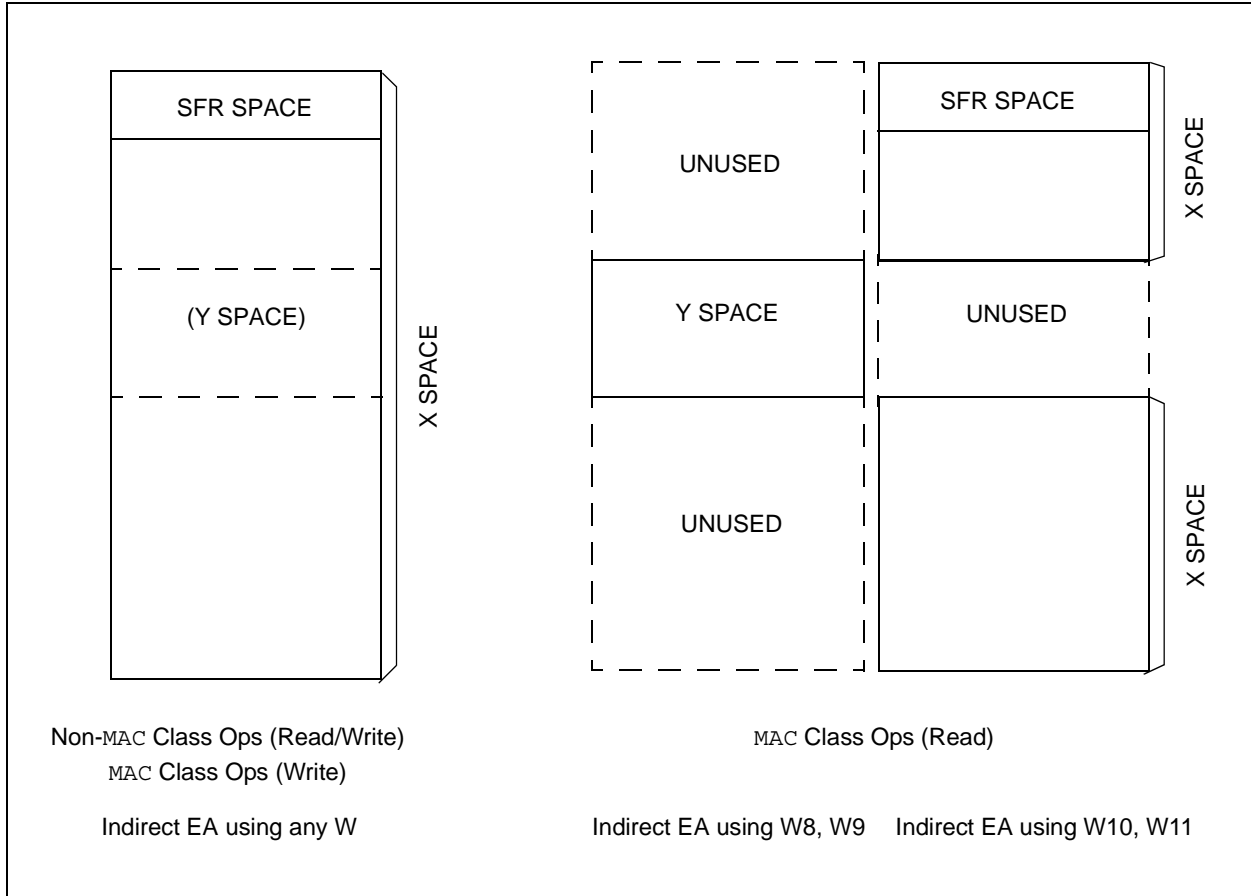 SFR SPACE
(Y SPACE)
X SPACE
Non-MAC Class Ops (Read/Write)
MAC Class Ops (Write)
Indirect EA using any W
UNUSED
Y SPACE
UNUSED
SFR SPACE
X SPACE
UNUSED
X SPACE
MAC Class Ops (Read)
Indirect EA using W8, W9
Indirect EA using W10, W11